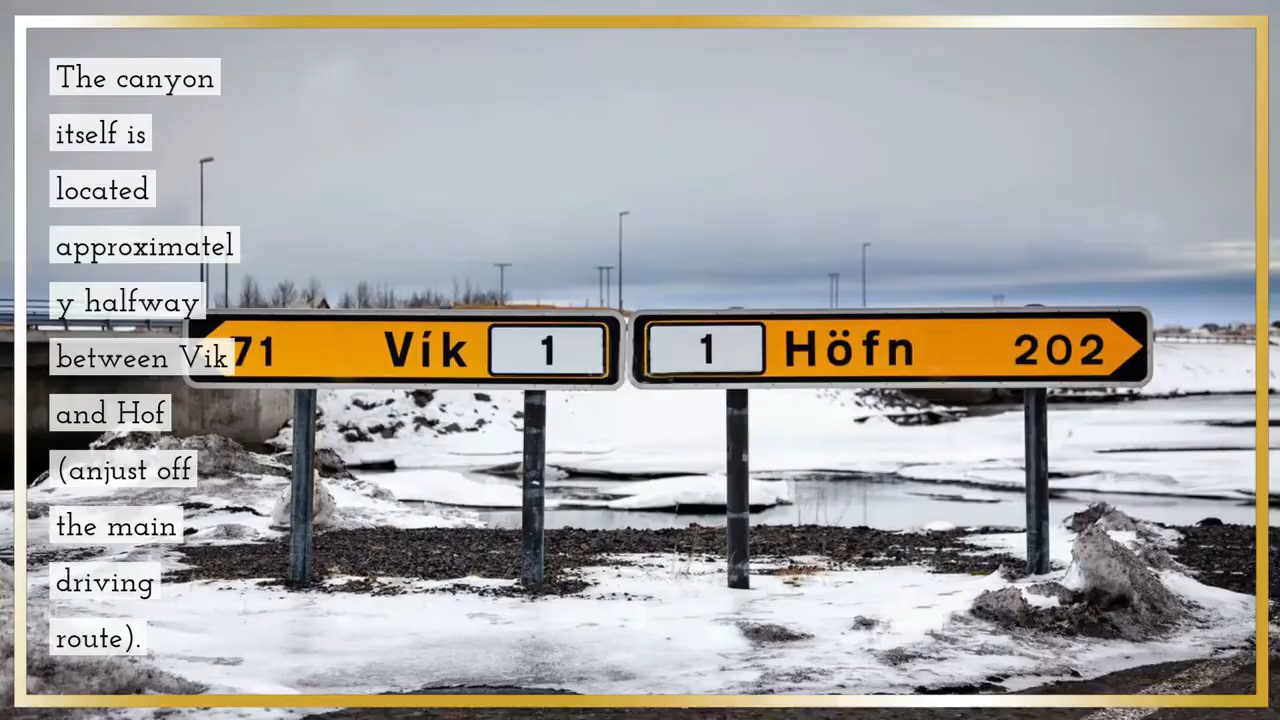 The canyon
itself is
located
approximatel
y halfway
between Vik
and Hof
(anjust off
the main
driving
route).
71 Vík 1
1 Höfn 202